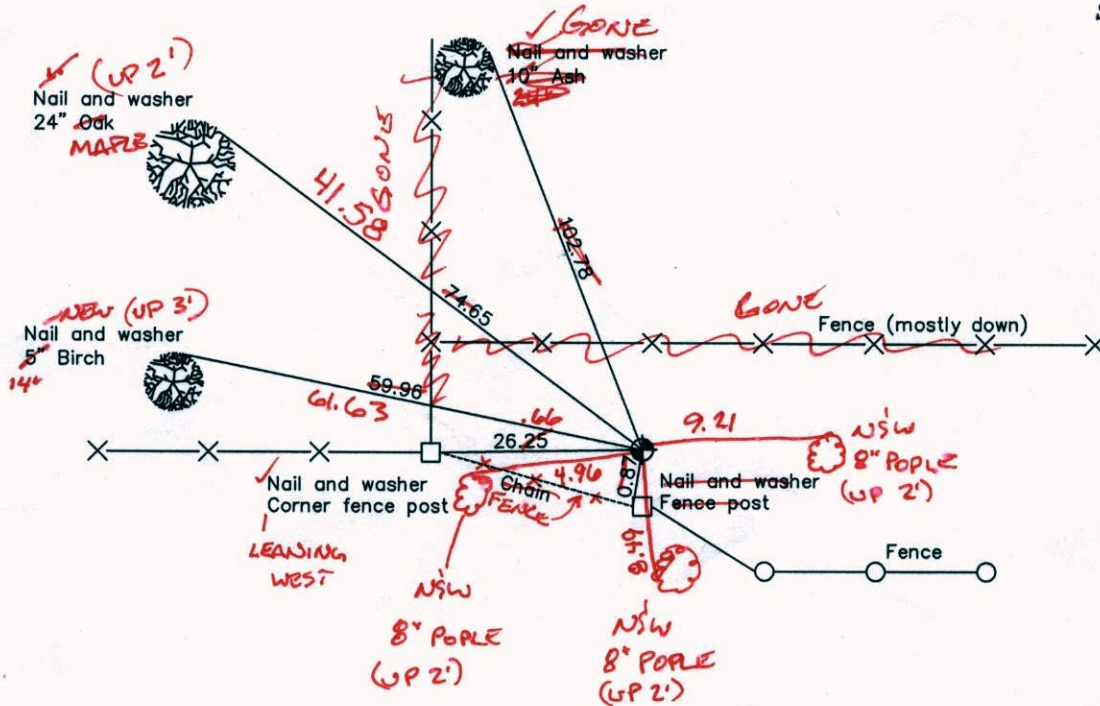 (UP 2')
Nail and washer
24" Oak
MAPLE
✓ GONE
Nail and washer
10" Ash
GONE
41.58
102.78
74.65
NEW (UP 3')
Nail and washer
5" Birch
14"
59.96
61.63
GONE
Fence (mostly down)
.66
26.25
9.21
N&W
8" POPLE
(UP 2')
✓
Nail and washer
Corner fence post
LEANING
WEST
4.96
Chain
FENCE
0.87
Nail and washer
Fence post
8.49
Fence
N&W
8" POPLE
(UP 2')
N&W
8" POPLE
(UP 2')